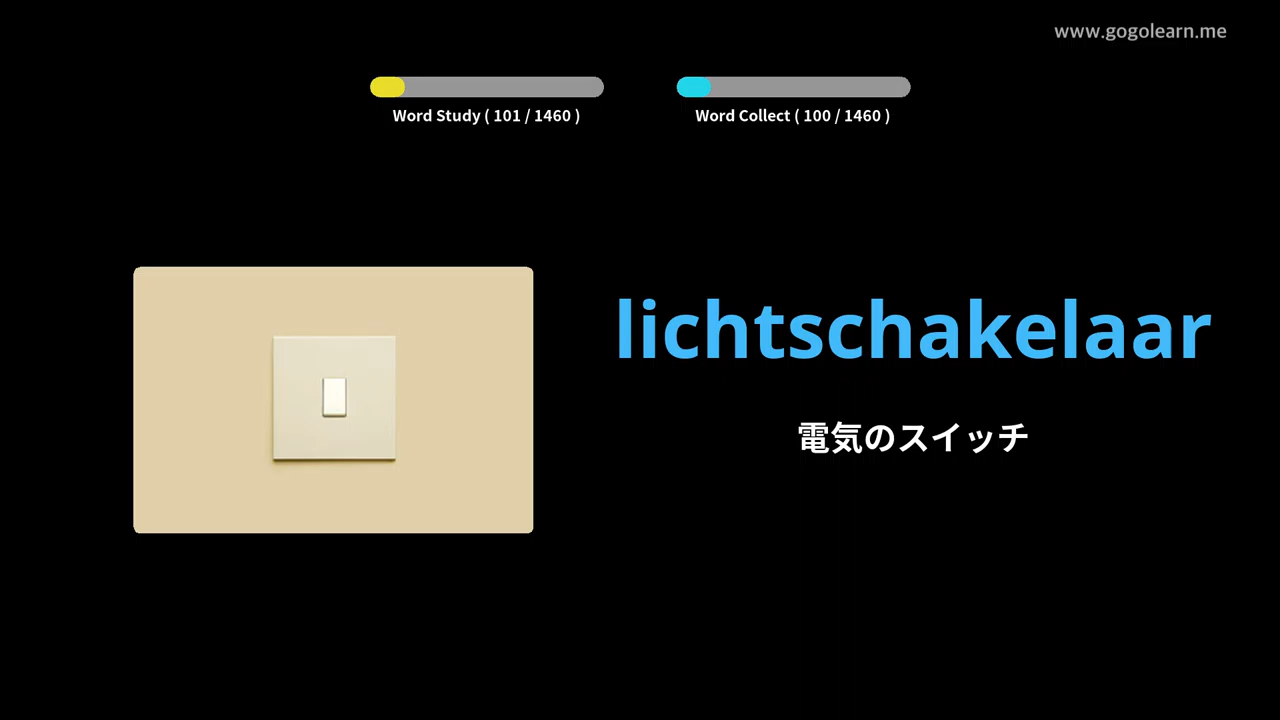 www.gogolearn.me
Word Study ( 101 / 1460 )
Word Collect ( 100 / 1460 )
lichtschakelaar
電気のスイッチ